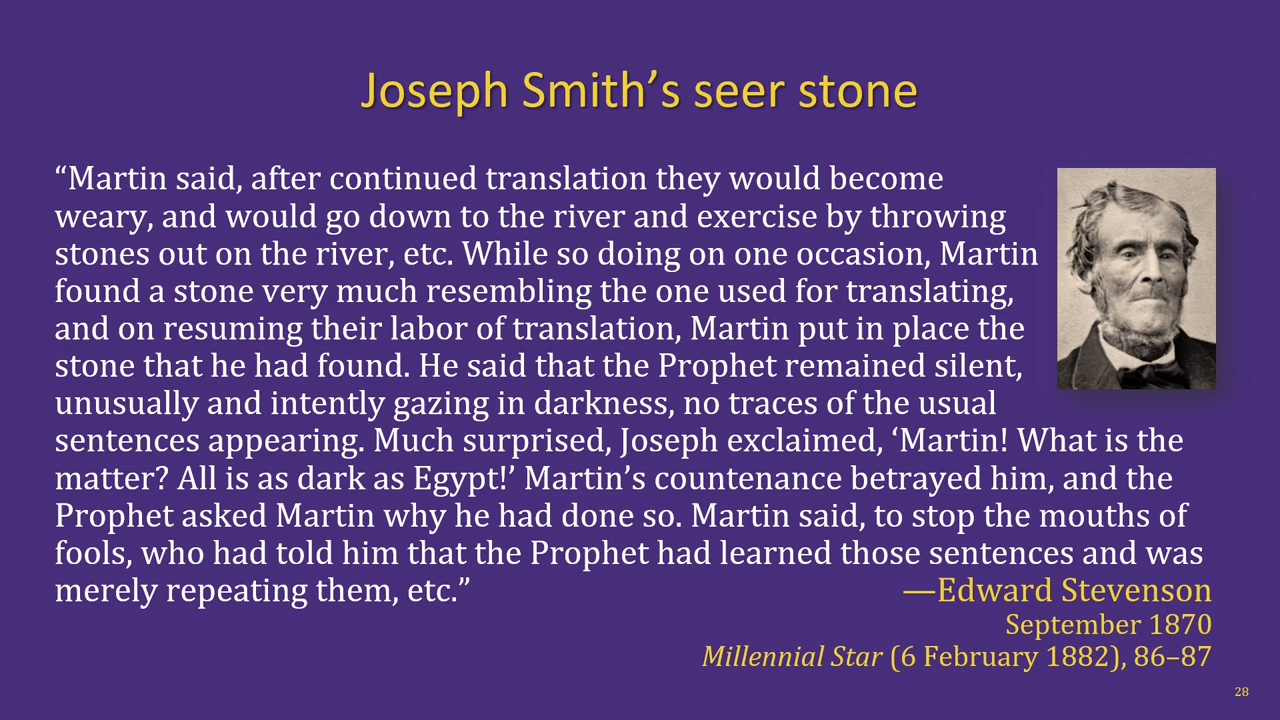 Joseph Smith’s seer stone
“Martin said, after continued translation they would become
weary, and would go down to the river and exercise by throwing
stones out on the river, etc. While so doing on one occasion, Martin
found a stone very much resembling the one used for translating,
and on resuming their labor of translation, Martin put in place the
stone that he had found. He said that the Prophet remained silent,
unusually and intently gazing in darkness, no traces of the usual
sentences appearing. Much surprised, Joseph exclaimed, ‘Martin! What is the
matter? All is as dark as Egypt!’ Martin’s countenance betrayed him, and the
Prophet asked Martin why he had done so. Martin said, to stop the mouths of
fools, who had told him that the Prophet had learned those sentences and was
merely repeating them, etc.” —Edward Stevenson
September 1870
Millennial Star (6 February 1882), 86–87
28